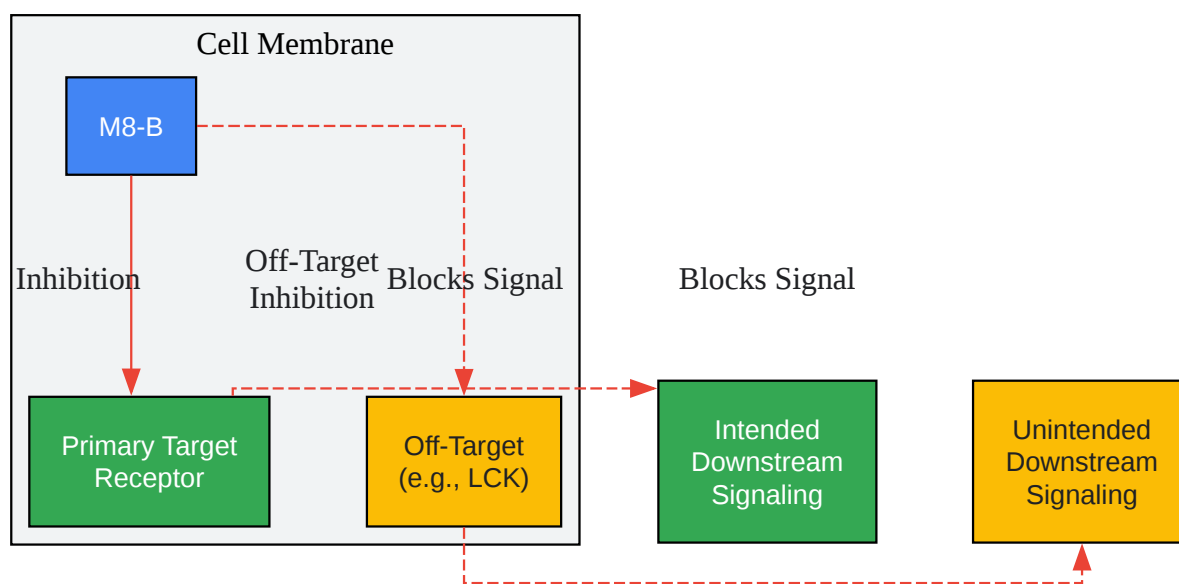 Cell Membrane
M8-B
Inhibition
Off-Target
Inhibition
Blocks Signal
Blocks Signal
Primary Target
Receptor
Off-Target
(e.g., LCK)
Intended
Downstream
Signaling
Unintended
Downstream
Signaling